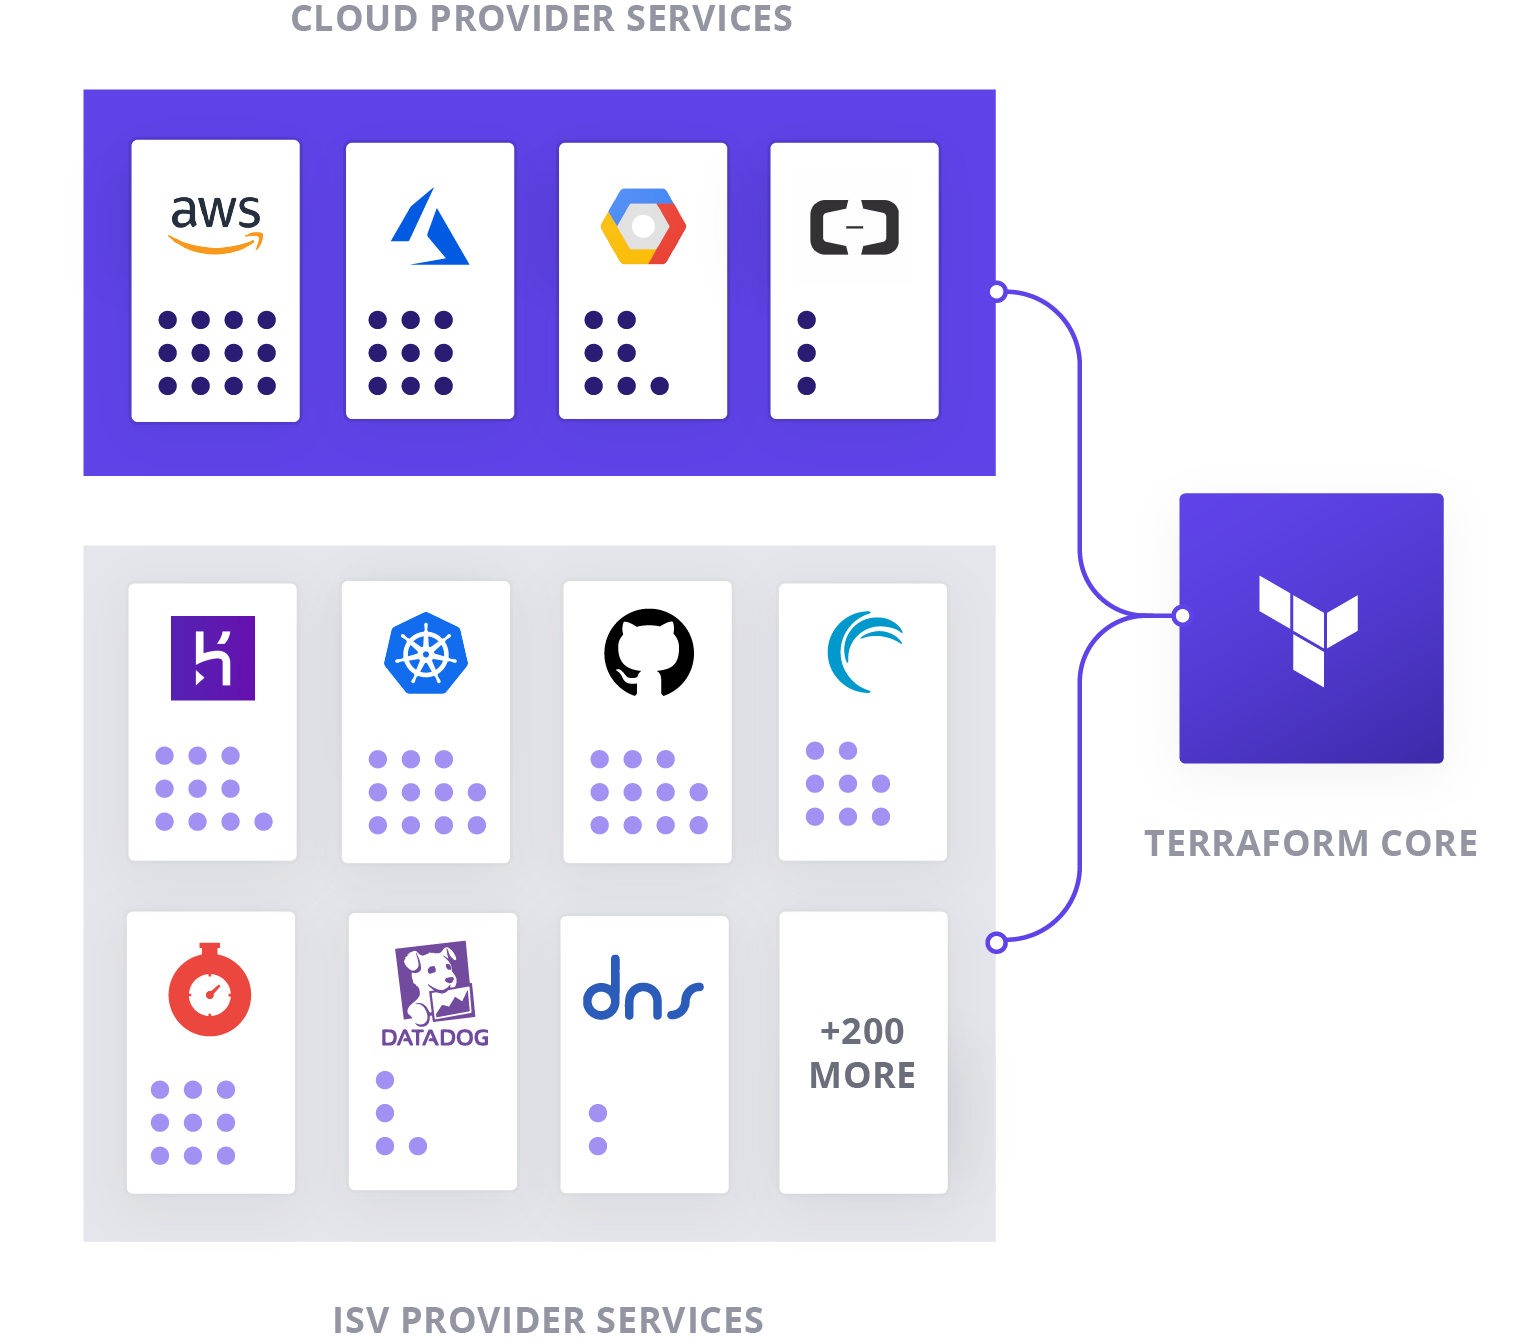 CLOUD PROVIDER SERVICES
aws
TERRAFORM CORE
DATADOG
dns
+200
MORE
ISV PROVIDER SERVICES